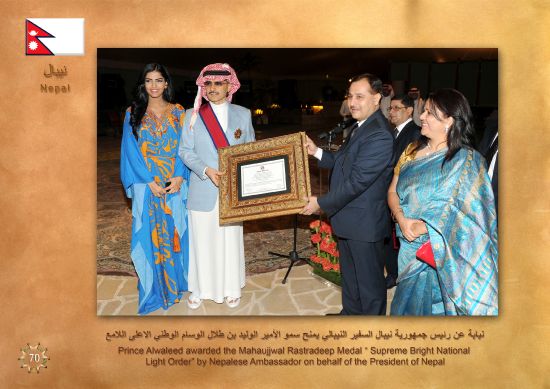 نيبال
Nepal
نيابة عن رئيس جمهورية نيبال السفير النيبالي يمنح سمو الأمير الوليد بن طلال الوسام الوطني الاعلى اللامع
70
Prince Alwaleed awarded the Mahaujjwal Rastradeep Medal “ Supreme Bright National
Light Order” by Nepalese Ambassador on behalf of the President of Nepal